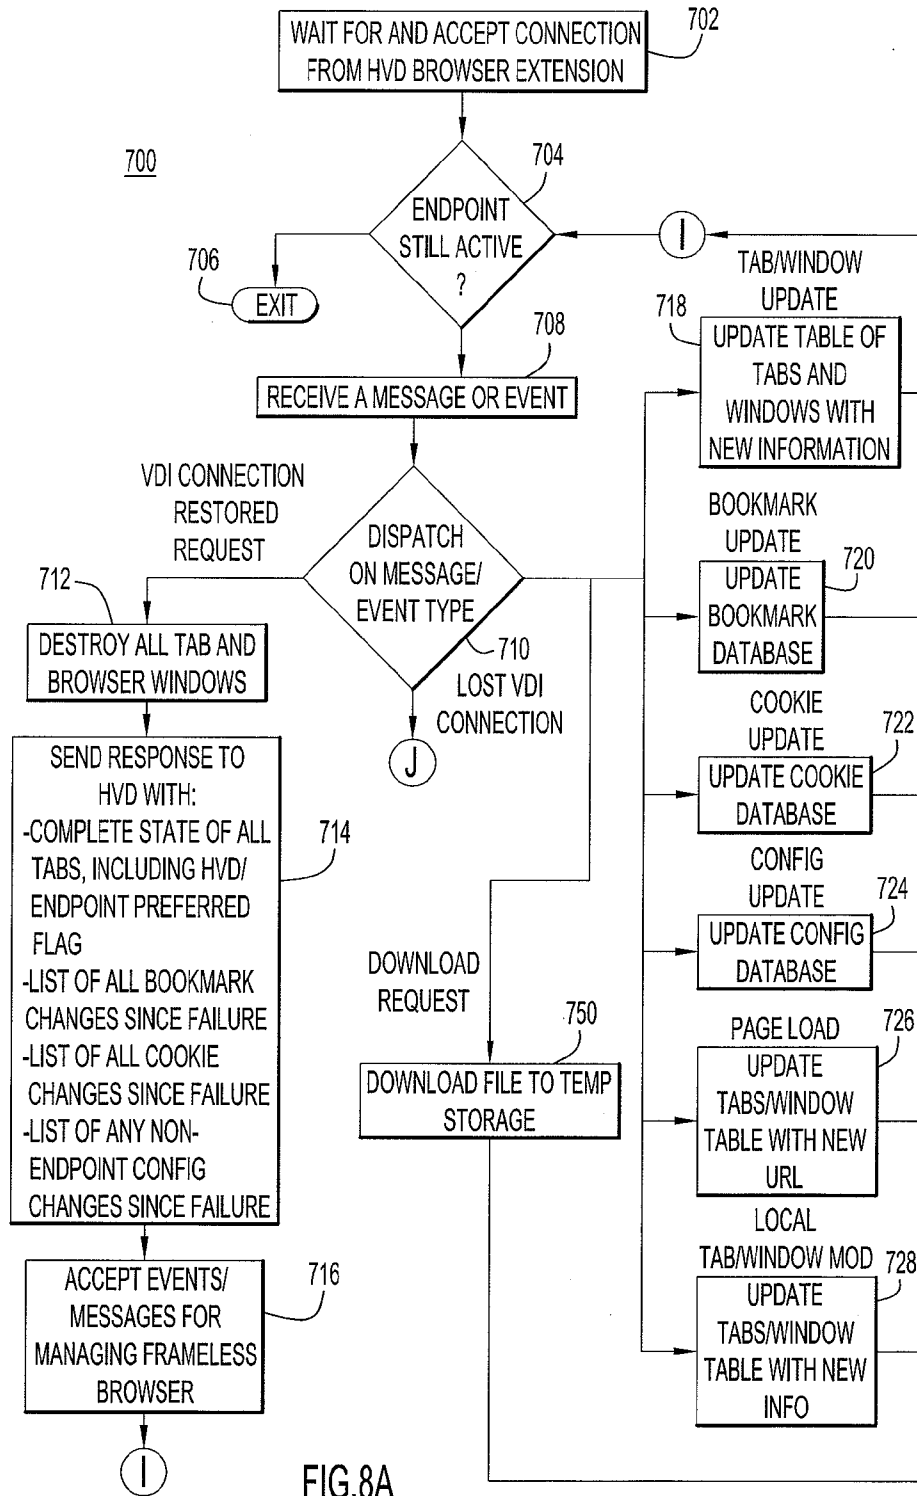 WAIT FOR AND ACCEPT CONNECTION
FROM HVD BROWSER EXTENSION
702
700
704
ENDPOINT
STILL ACTIVE
?
I
706
EXIT
708
RECEIVE A MESSAGE OR EVENT
VDI CONNECTION
RESTORED
REQUEST
DISPATCH
ON MESSAGE/
EVENT TYPE
710
LOST VDI
CONNECTION
J
712
DESTROY ALL TAB AND
BROWSER WINDOWS
SEND RESPONSE TO
HVD WITH:
-COMPLETE STATE OF ALL
TABS, INCLUDING HVD/
ENDPOINT PREFERRED
FLAG
-LIST OF ALL BOOKMARK
CHANGES SINCE FAILURE
-LIST OF ALL COOKIE
CHANGES SINCE FAILURE
-LIST OF ANY NON-
ENDPOINT CONFIG
CHANGES SINCE FAILURE
714
ACCEPT EVENTS/
MESSAGES FOR
MANAGING FRAMELESS
BROWSER
716
I
DOWNLOAD
REQUEST
750
DOWNLOAD FILE TO TEMP
STORAGE
TAB/WINDOW
UPDATE
718
UPDATE TABLE OF
TABS AND
WINDOWS WITH
NEW INFORMATION
BOOKMARK
UPDATE
720
UPDATE
BOOKMARK
DATABASE
COOKIE
UPDATE
722
UPDATE COOKIE
DATABASE
CONFIG
UPDATE
724
UPDATE CONFIG
DATABASE
PAGE LOAD
726
UPDATE
TABS/WINDOW
TABLE WITH NEW
URL
LOCAL
TAB/WINDOW MOD
728
UPDATE
TABS/WINDOW
TABLE WITH NEW
INFO
FIG.8A